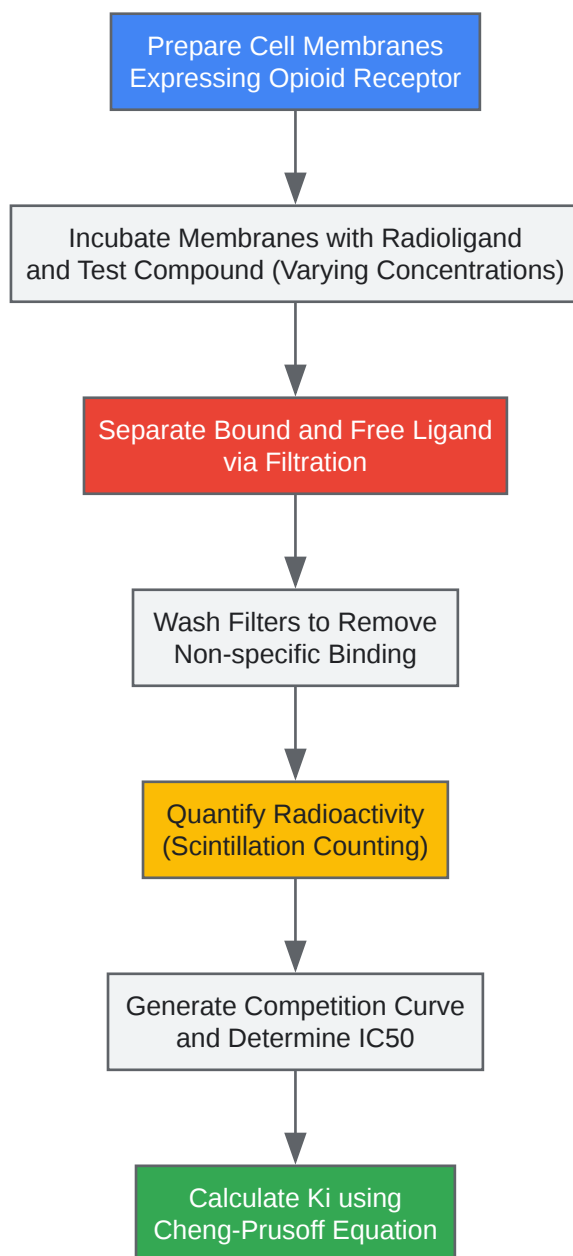 Prepare Cell Membranes
Expressing Opioid Receptor
Incubate Membranes with Radioligand
and Test Compound (Varying Concentrations)
Separate Bound and Free Ligand
via Filtration
Wash Filters to Remove
Non-specific Binding
Quantify Radioactivity
(Scintillation Counting)
Generate Competition Curve
and Determine IC50
Calculate Ki using
Cheng-Prusoff Equation